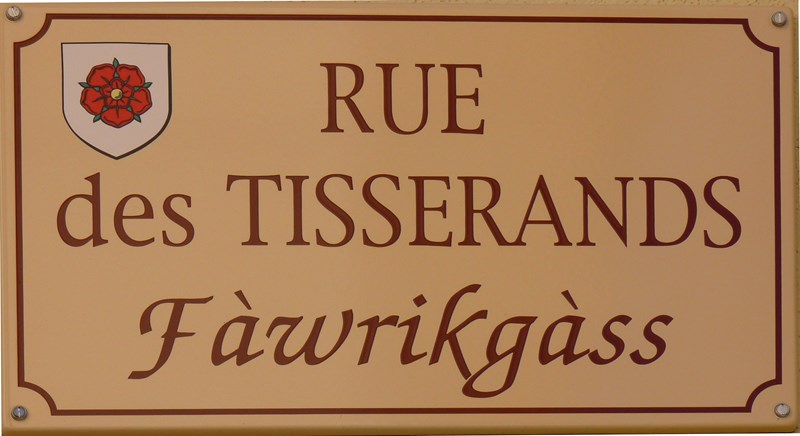 RUE
des TISSERANDS
Fàwrikgàss